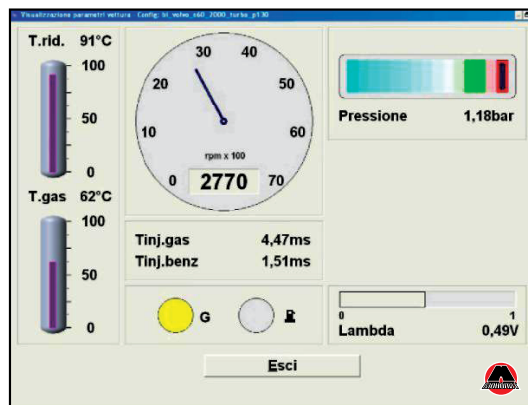 Visualizzazione parametri vettura - Config: bi_volvo_s60_2000_turbo_p130
T.rid. 91°C
100
50
0
T.gas 62°C
100
50
0
0
10
20
30
40
50
60
70
rpm x 100
2770
Tinj.gas 4,47ms
Tinj.benz 1,51ms
G
Pressione 1,18bar
0 1
Lambda 0,49V
Esci